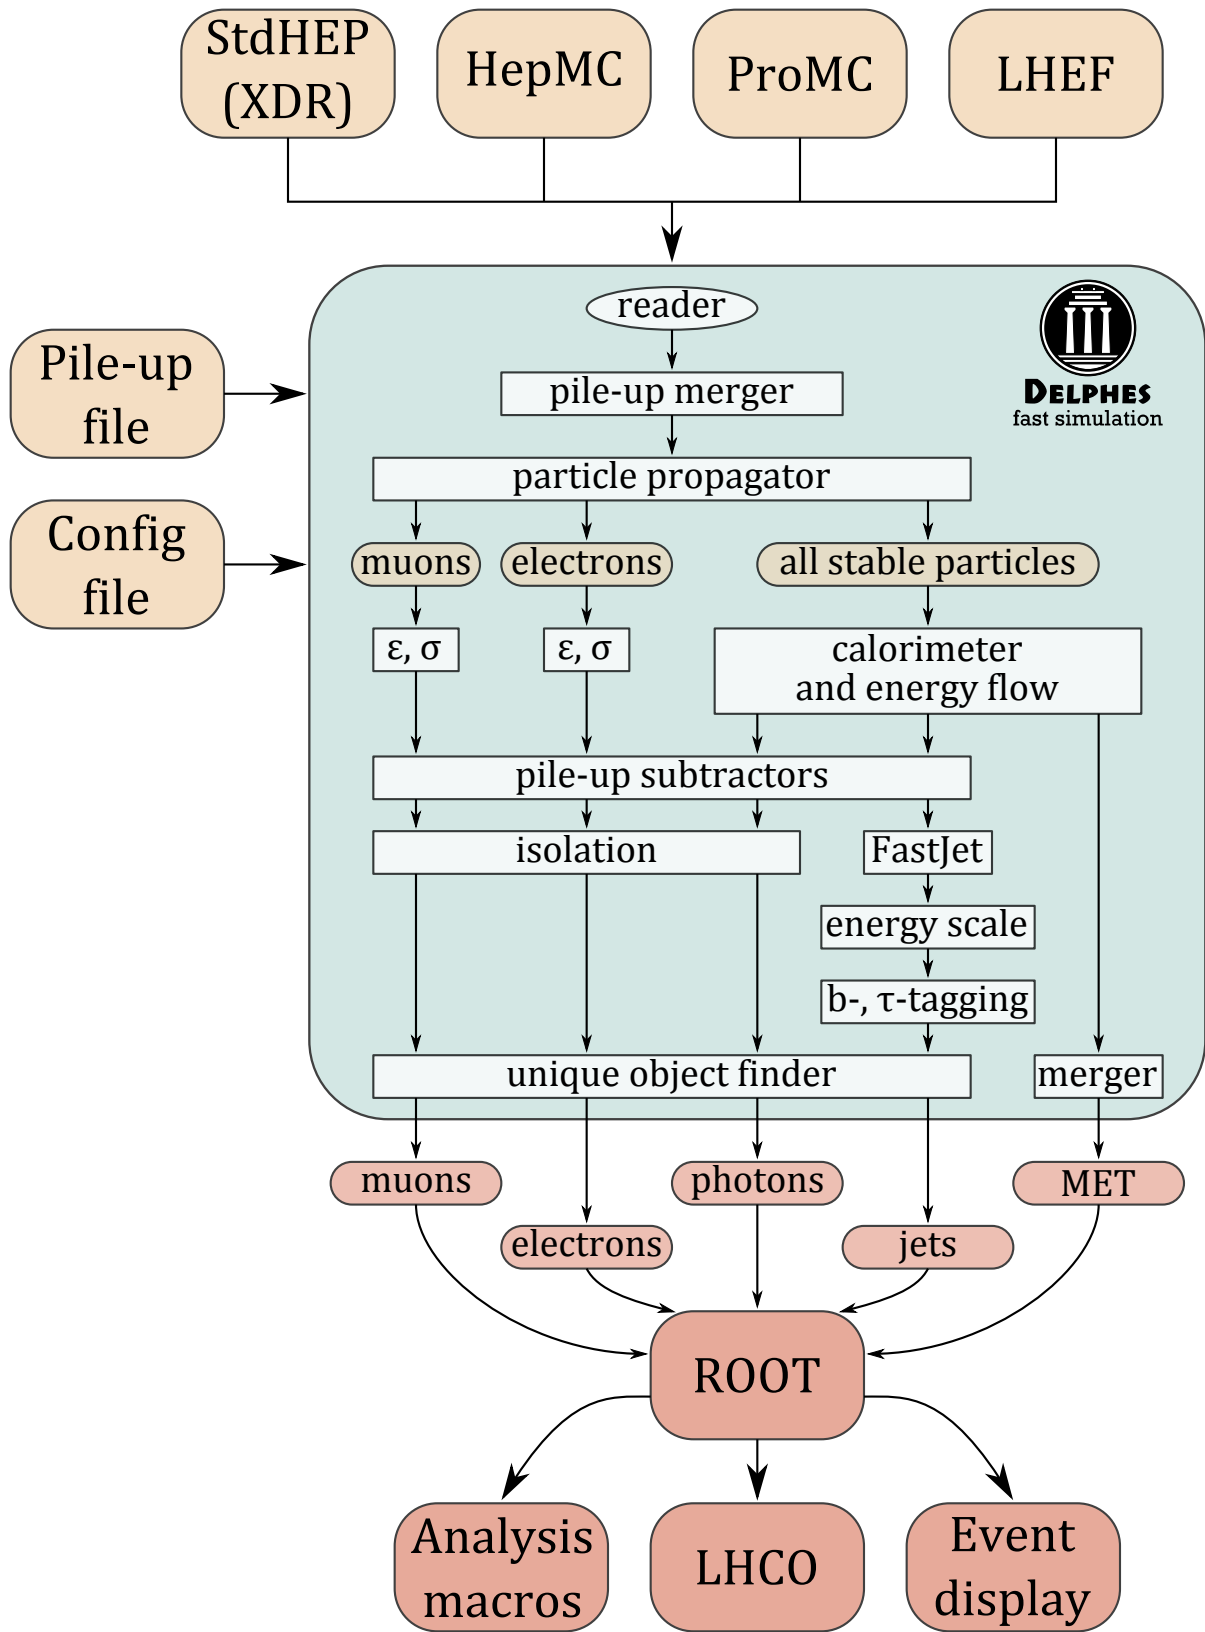 StdHEP
(XDR)
HepMC
ProMC
LHEF
reader
DELPHES
fast simulation
Pile-up
file
pile-up merger
particle propagator
Config
file
muons
electrons
all stable particles
ε, σ
ε, σ
calorimeter
and energy flow
pile-up subtractors
isolation
FastJet
energy scale
b-, τ-tagging
unique object finder
merger
muons
photons
MET
electrons
jets
ROOT
Analysis
macros
LHCO
Event
display